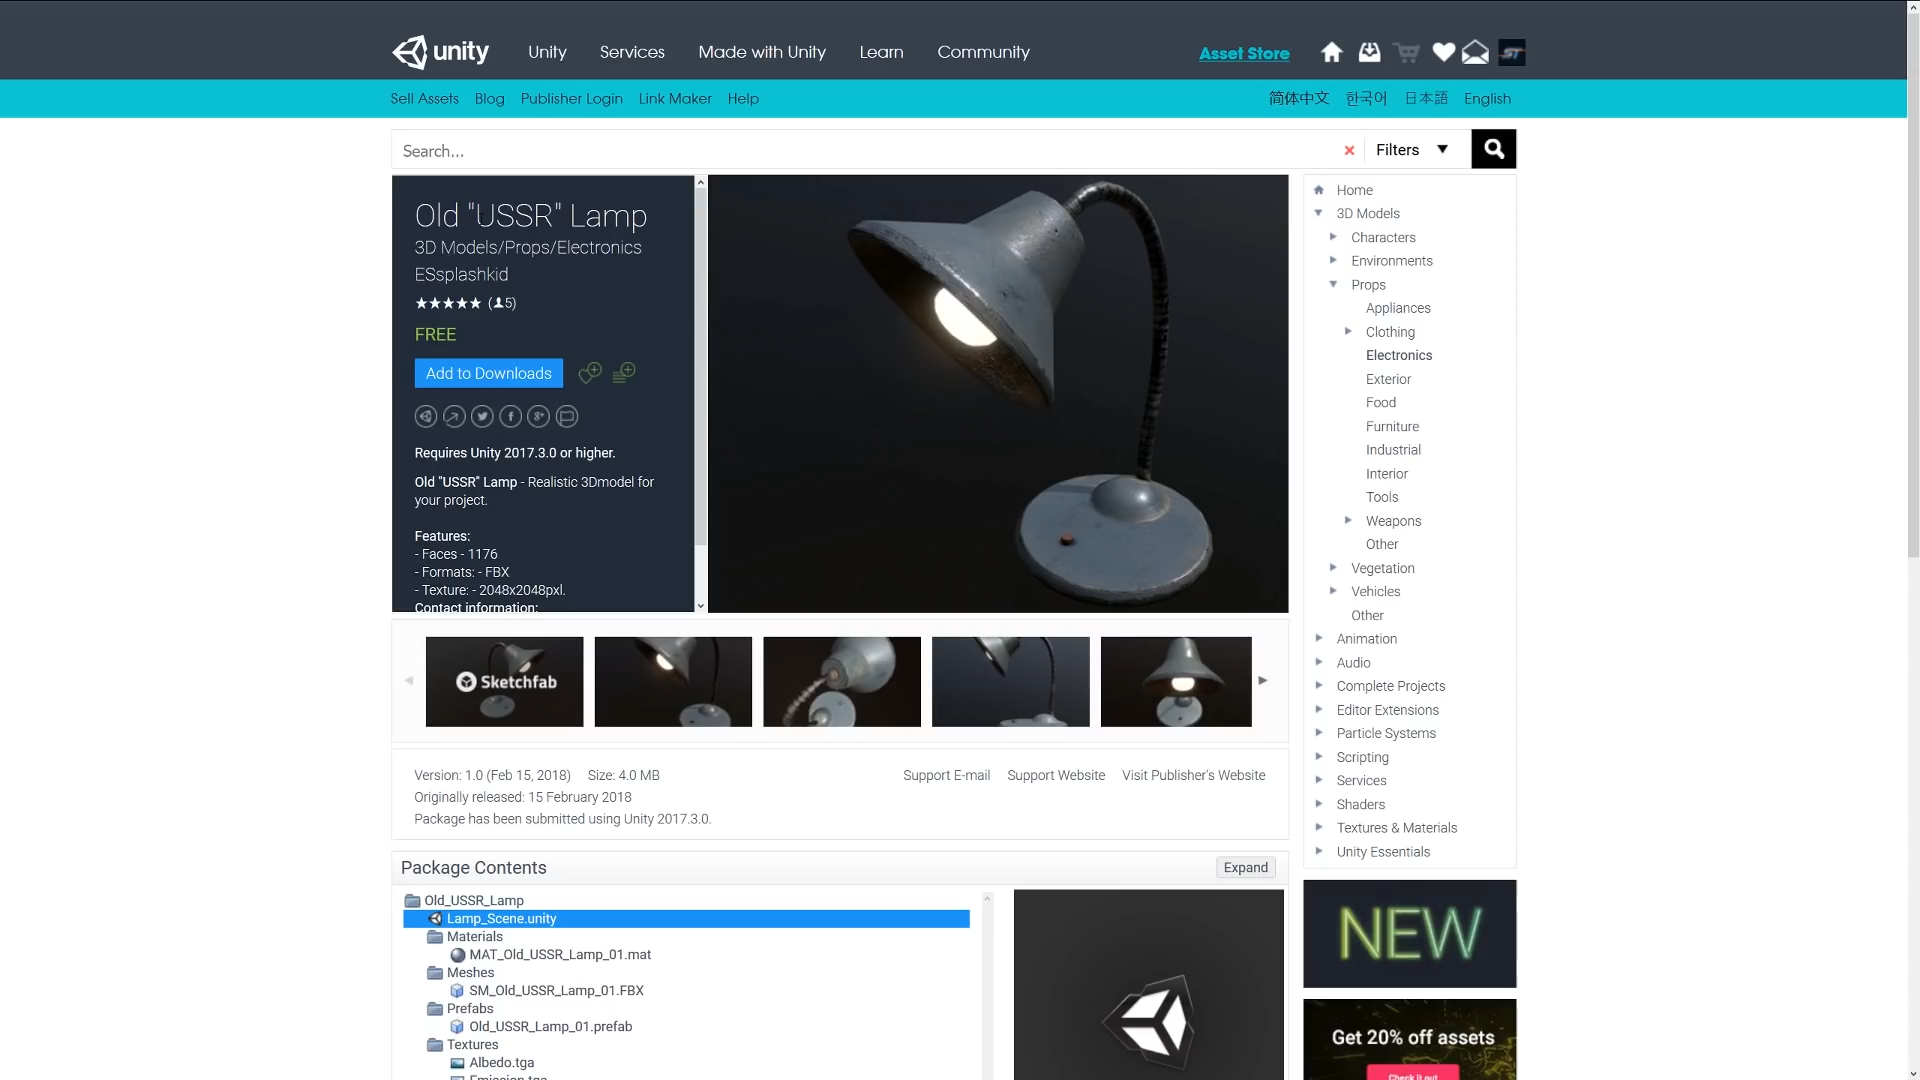 unity
Unity
Services
Made with Unity
Learn
Community
Asset Store
ST
Sell Assets
Blog
Publisher Login
Link Maker
Help
简体中文
한국어
日本語
English
Search...
Filters
Old "USSR" Lamp
3D Models/Props/Electronics
ESsplashkid
(5)
FREE
Add to Downloads
Requires Unity 2017.3.0 or higher.
Old "USSR" Lamp - Realistic 3Dmodel for
your project.
Features:
- Faces - 1176
- Formats: - FBX
- Texture: - 2048x2048pxl.
Contact information:
Sketchfab
Version: 1.0 (Feb 15, 2018)
Size: 4.0 MB
Support E-mail
Support Website
Visit Publisher's Website
Originally released: 15 February 2018
Package has been submitted using Unity 2017.3.0.
Package Contents
Expand
Old_USSR_Lamp
Lamp_Scene.unity
Materials
MAT_Old_USSR_Lamp_01.mat
Meshes
SM_Old_USSR_Lamp_01.FBX
Prefabs
Old_USSR_Lamp_01.prefab
Textures
Albedo.tga
Emission.tga
Home
3D Models
Characters
Environments
Props
Appliances
Clothing
Electronics
Exterior
Food
Furniture
Industrial
Interior
Tools
Weapons
Other
Vegetation
Vehicles
Other
Animation
Audio
Complete Projects
Editor Extensions
Particle Systems
Scripting
Services
Shaders
Textures & Materials
Unity Essentials
NEW
Get 20% off assets
Check it out